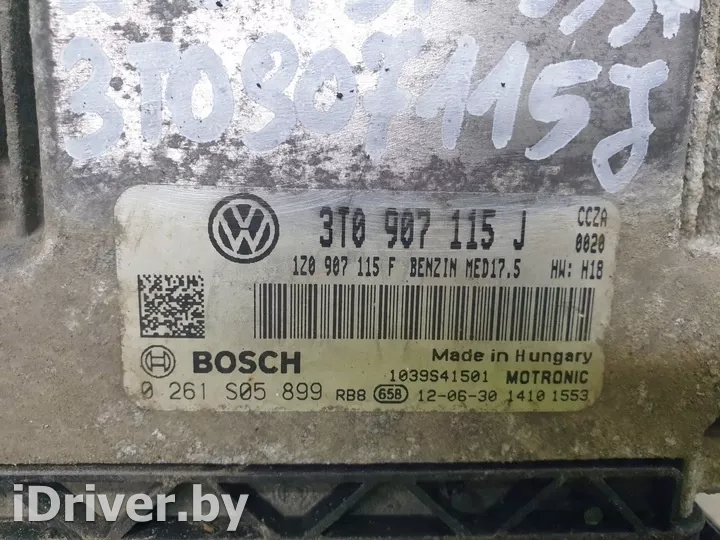 3T0907115J
VW
3T0 907 115 J
CCZA
0020
1Z0 907 115 F BENZIN MED17.5 HW: H18
BOSCH
Made in Hungary
1039S41501 MOTRONIC
0 261 S05 899 RB8 658 12-06-30 1410 1553
iDriver.by